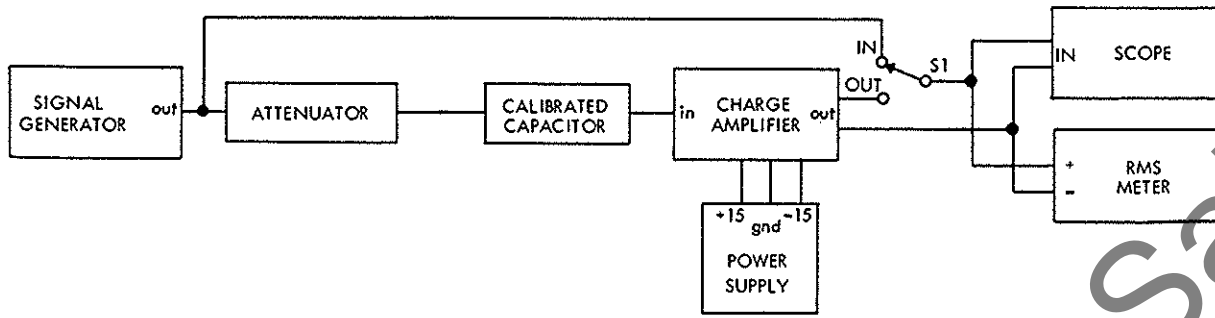 SIGNAL
GENERATOR
out
ATTENUATOR
CALIBRATED
CAPACITOR
in
CHARGE
AMPLIFIER
out
IN
OUT
S1
IN
SCOPE
+
-
RMS
METER
+15
gnd
-15
POWER
SUPPLY